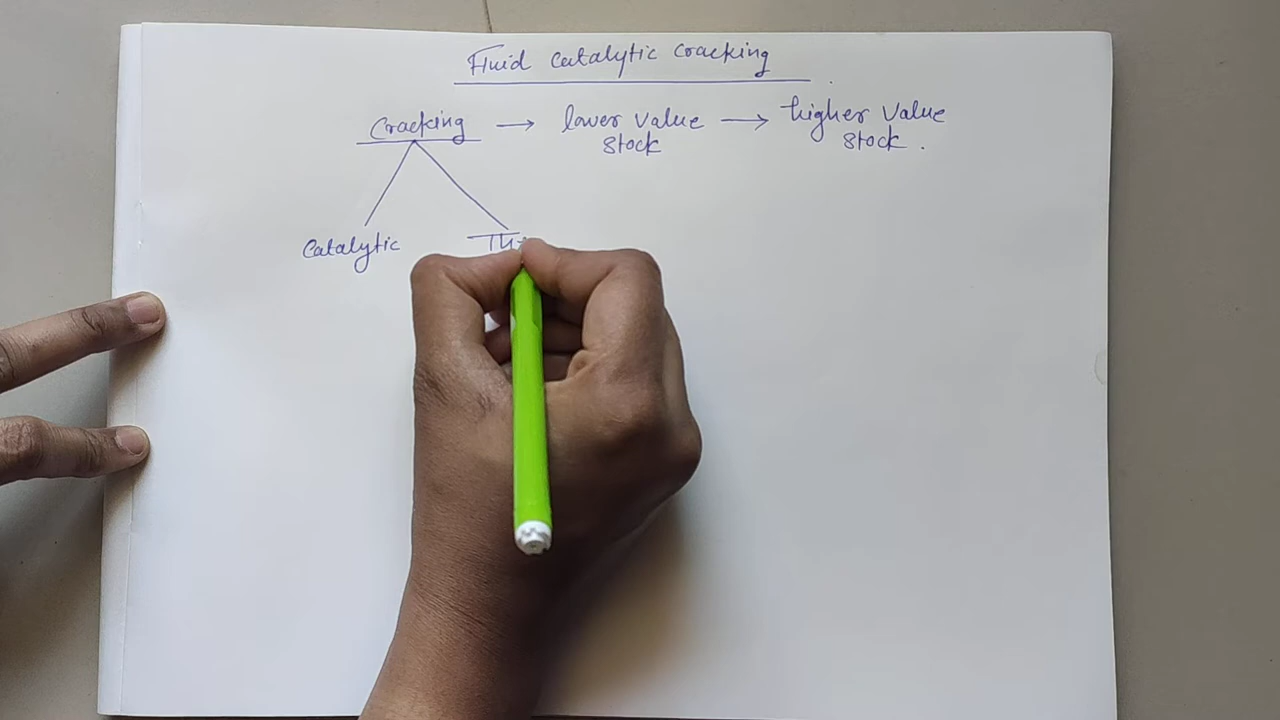 Fluid catalytic cracking
Cracking → lower value stock → higher value stock.
Catalytic